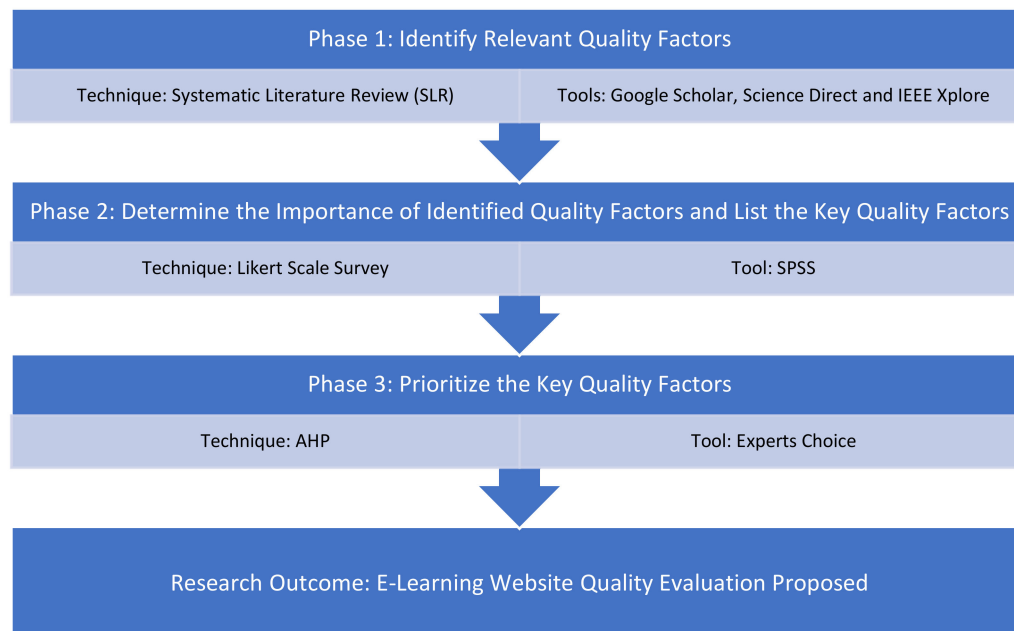 Phase 1: Identify Relevant Quality Factors
Technique: Systematic Literature Review (SLR)
Tools: Google Scholar, Science Direct and IEEE Xplore
Phase 2: Determine the Importance of Identified Quality Factors and List the Key Quality Factors
Technique: Likert Scale Survey
Tool: SPSS
Phase 3: Prioritize the Key Quality Factors
Technique: AHP
Tool: Experts Choice
Research Outcome: E-Learning Website Quality Evaluation Proposed